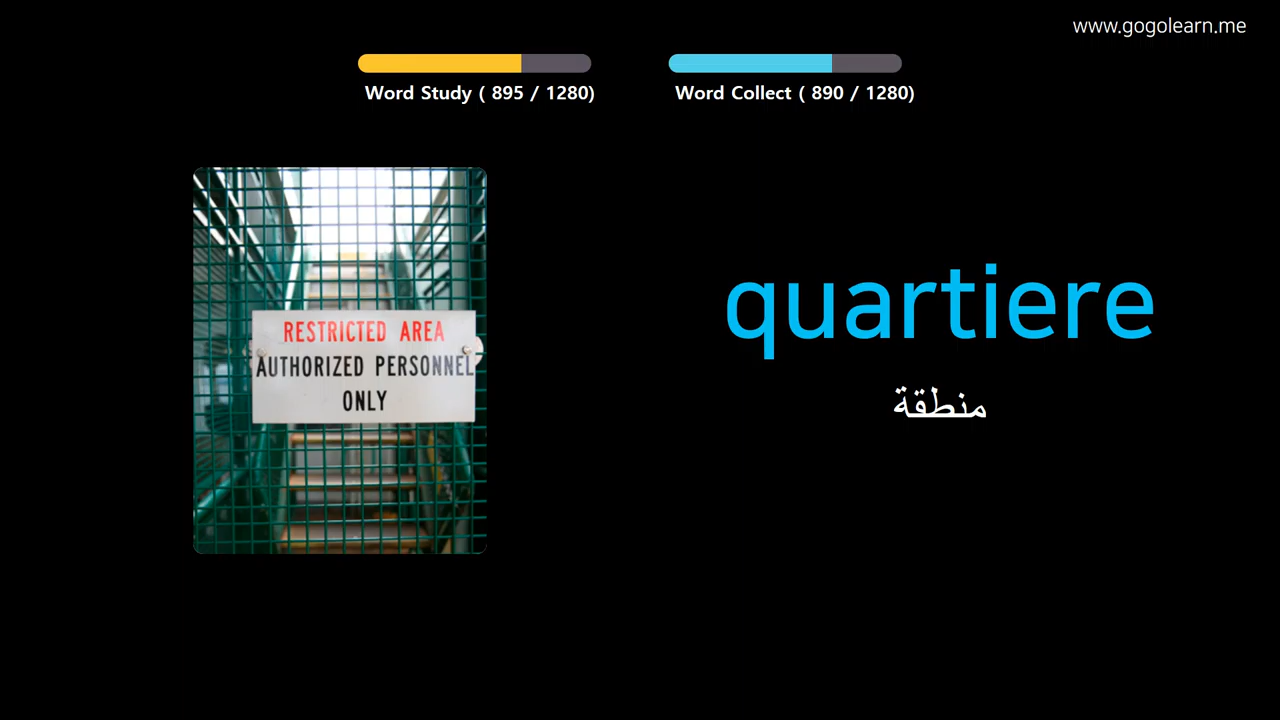 www.gogolearn.me
Word Study ( 895 / 1280)
Word Collect ( 890 / 1280)
RESTRICTED AREA
AUTHORIZED PERSONNEL
ONLY
quartiere
منطقة